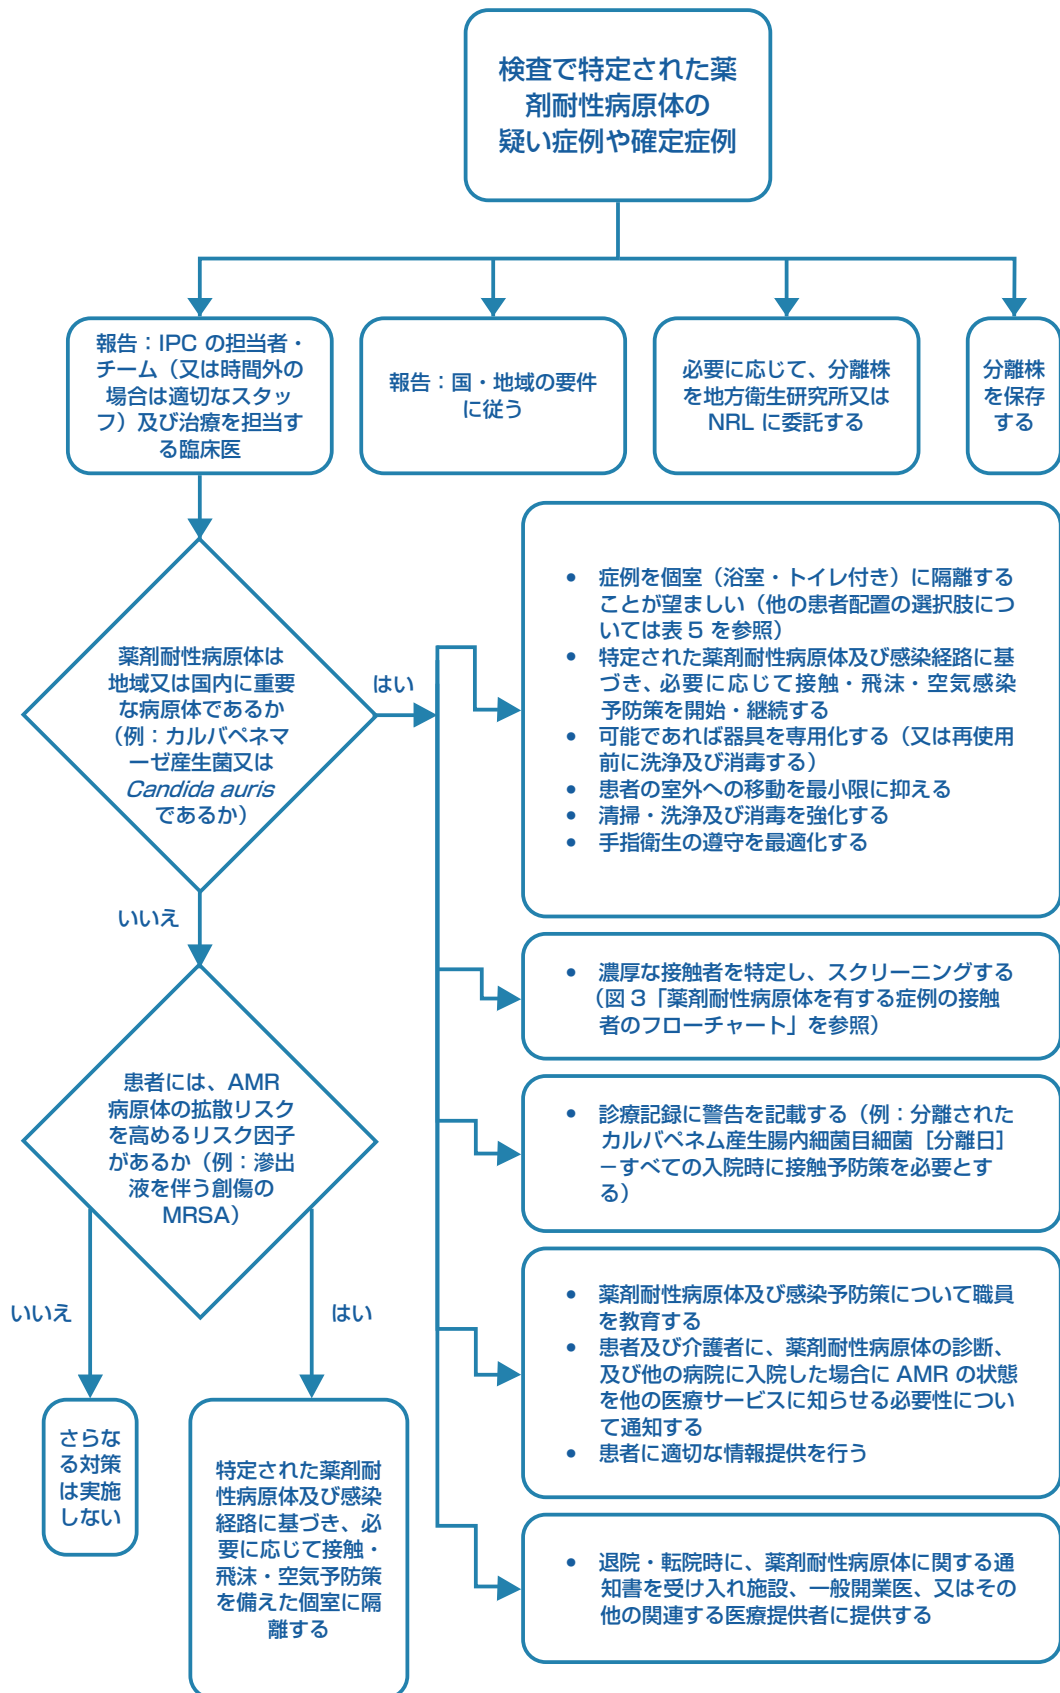 検査で特定された薬
剤耐性病原体の
疑い症例や確定症例
報告：IPC の担当者・
チーム（又は時間外の
場合は適切なスタッ
フ）及び治療を担当す
る臨床医
報告：国・地域の要件
に従う
必要に応じて、分離株
を地方衛生研究所又は
NRL に委託する
分離株
を保存
する
薬剤耐性病原体は
地域又は国内に重要
な病原体であるか
（例：カルバペネマ
ーゼ産生菌又は
Candida auris
であるか）
はい
いいえ
• 症例を個室（浴室・トイレ付き）に隔離する
ことが望ましい（他の患者配置の選択肢につ
いては表 5 を参照）
• 特定された薬剤耐性病原体及び感染経路に基
づき、必要に応じて接触・飛沫・空気感染
予防策を開始・継続する
• 可能であれば器具を専用化する（又は再使用
前に洗浄及び消毒する）
• 患者の室外への移動を最小限に抑える
• 清掃・洗浄及び消毒を強化する
• 手指衛生の遵守を最適化する
• 濃厚な接触者を特定し、スクリーニングする
（図 3「薬剤耐性病原体を有する症例の接触
者のフローチャート」を参照）
• 診療記録に警告を記載する（例：分離された
カルバペネム産生腸内細菌目細菌［分離日］
－すべての入院時に接触予防策を必要とす
る）
• 薬剤耐性病原体及び感染予防策について職員
を教育する
• 患者及び介護者に、薬剤耐性病原体の診断、
及び他の病院に入院した場合に AMR の状態
を他の医療サービスに知らせる必要性につい
て通知する
• 患者に適切な情報提供を行う
• 退院・転院時に、薬剤耐性病原体に関する通
知書を受け入れ施設、一般開業医、又はその
他の関連する医療提供者に提供する
患者には、AMR
病原体の拡散リスク
を高めるリスク因子
があるか（例：滲出
液を伴う創傷の
MRSA）
いいえ
はい
さらな
る対策
は実施
しない
特定された薬剤耐
性病原体及び感染
経路に基づき、必
要に応じて接触・
飛沫・空気予防策
を備えた個室に隔
離する